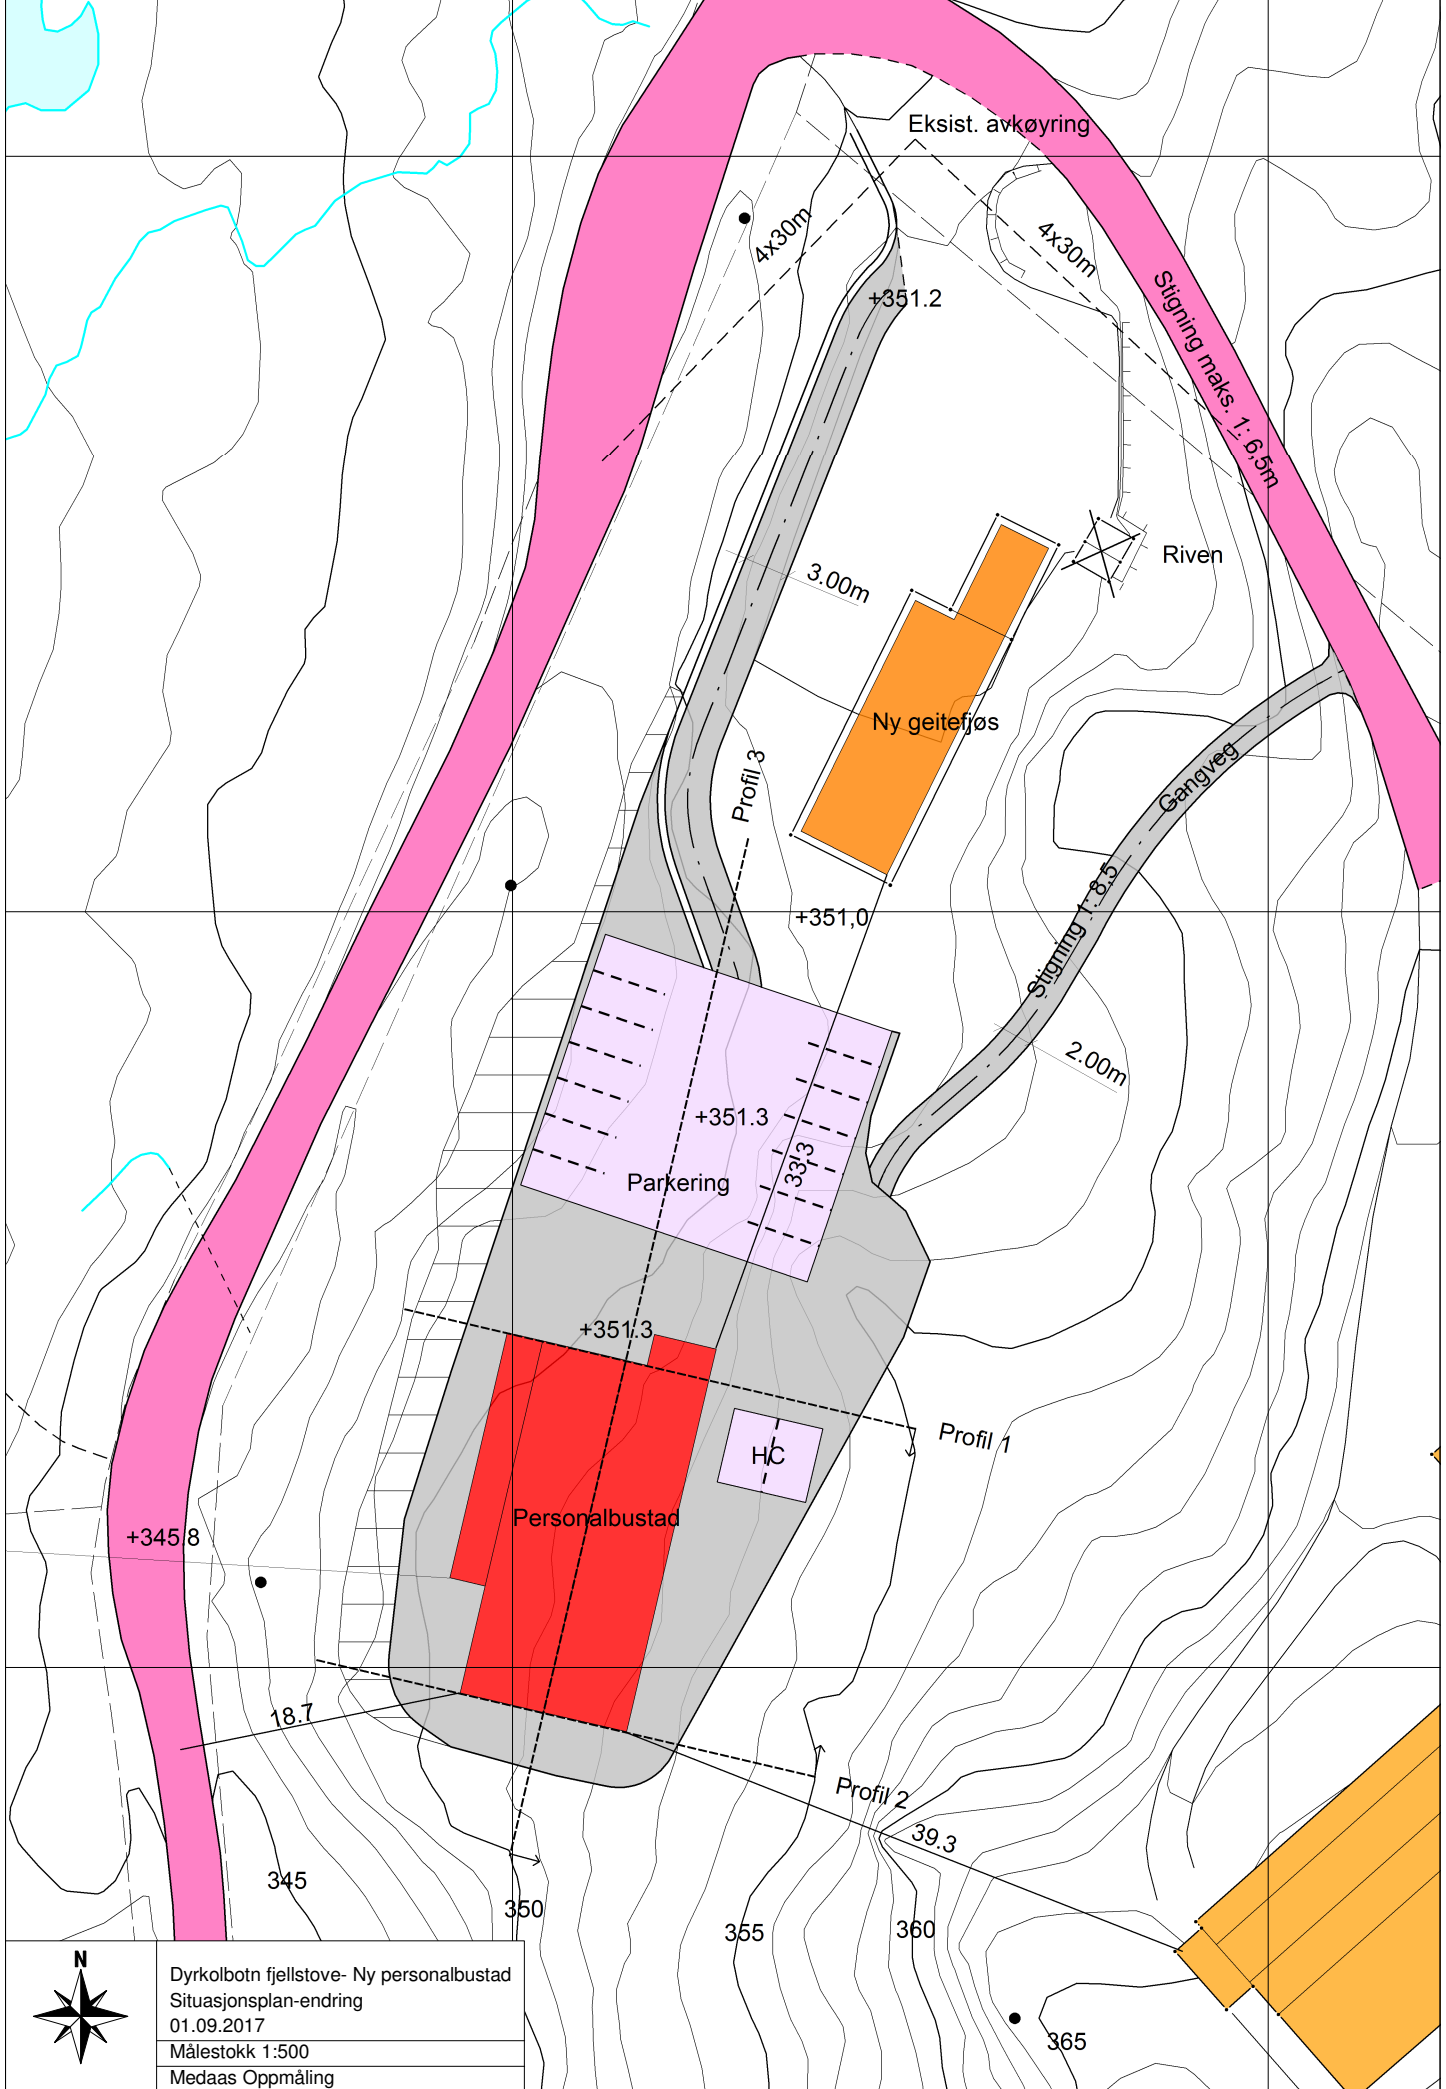 Eksist. avkøyring
4x30m
4x30m
+351.2
Stigning maks. 1: 6,5m
Riven
3.00m
Ny geitefjøs
Profil 3
Gangveg
+351,0
Stigning 1: 8,5
2.00m
+351.3
33,3
Parkering
+351.3
Profil 1
HC
Personalbustad
+345.8
18.7
Profil 2
39.3
345
350
355
360
365
N
Dyrkolbotn fjellstove- Ny personalbustad
Situasjonsplan-endring
01.09.2017
Målestokk 1:500
Medaas Oppmåling